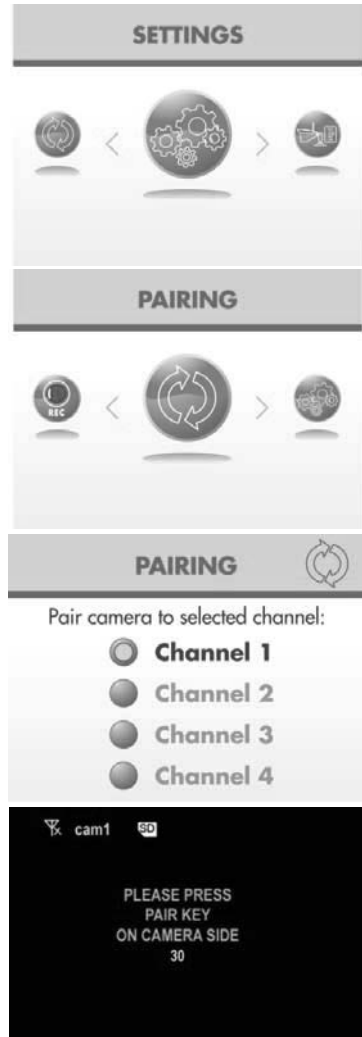 SETTINGS
< >
PAIRING
REC
< >
PAIRING
Pair camera to selected channel:
Channel 1
Channel 2
Channel 3
Channel 4
cam1 SD
PLEASE PRESS
PAIR KEY
ON CAMERA SIDE
30